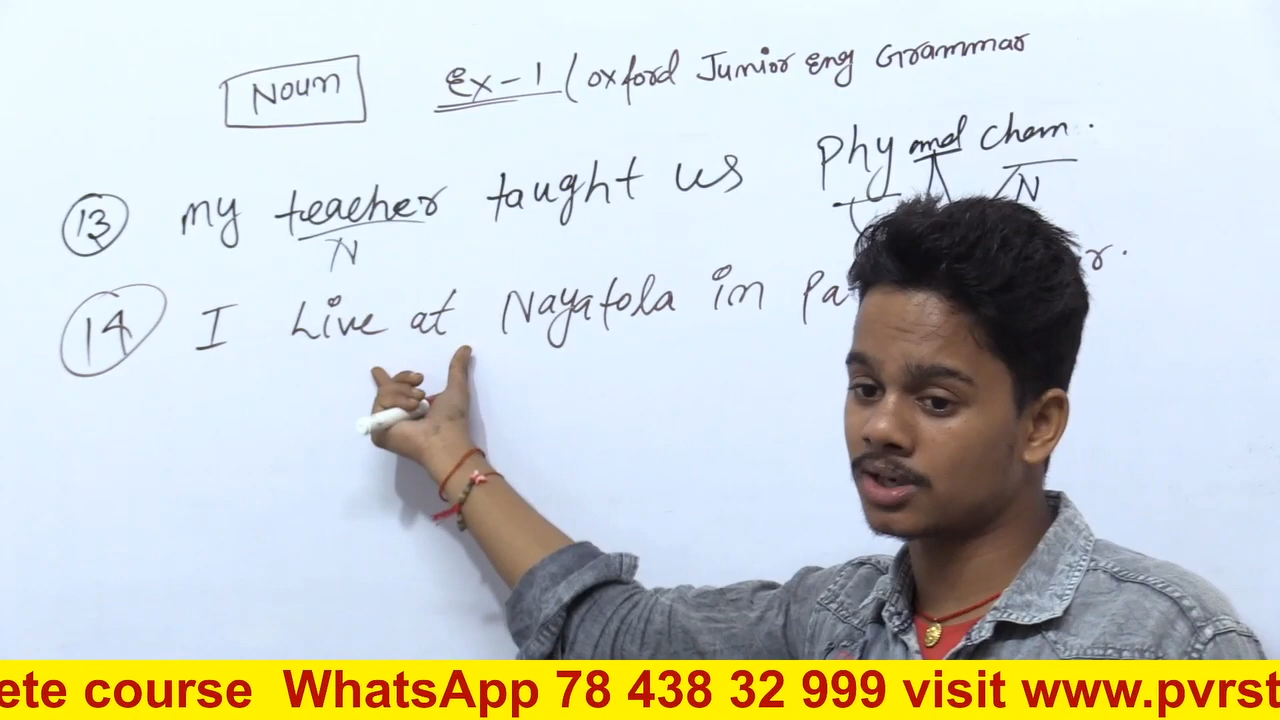 Noun Ex-1 (Oxford Junior Eng Grammar
13 My teacher taught us Phy and Chem.
N N
14 I Live at Nayatola in Pa r.
ete course WhatsApp 78 438 32 999 visit www.pvrst